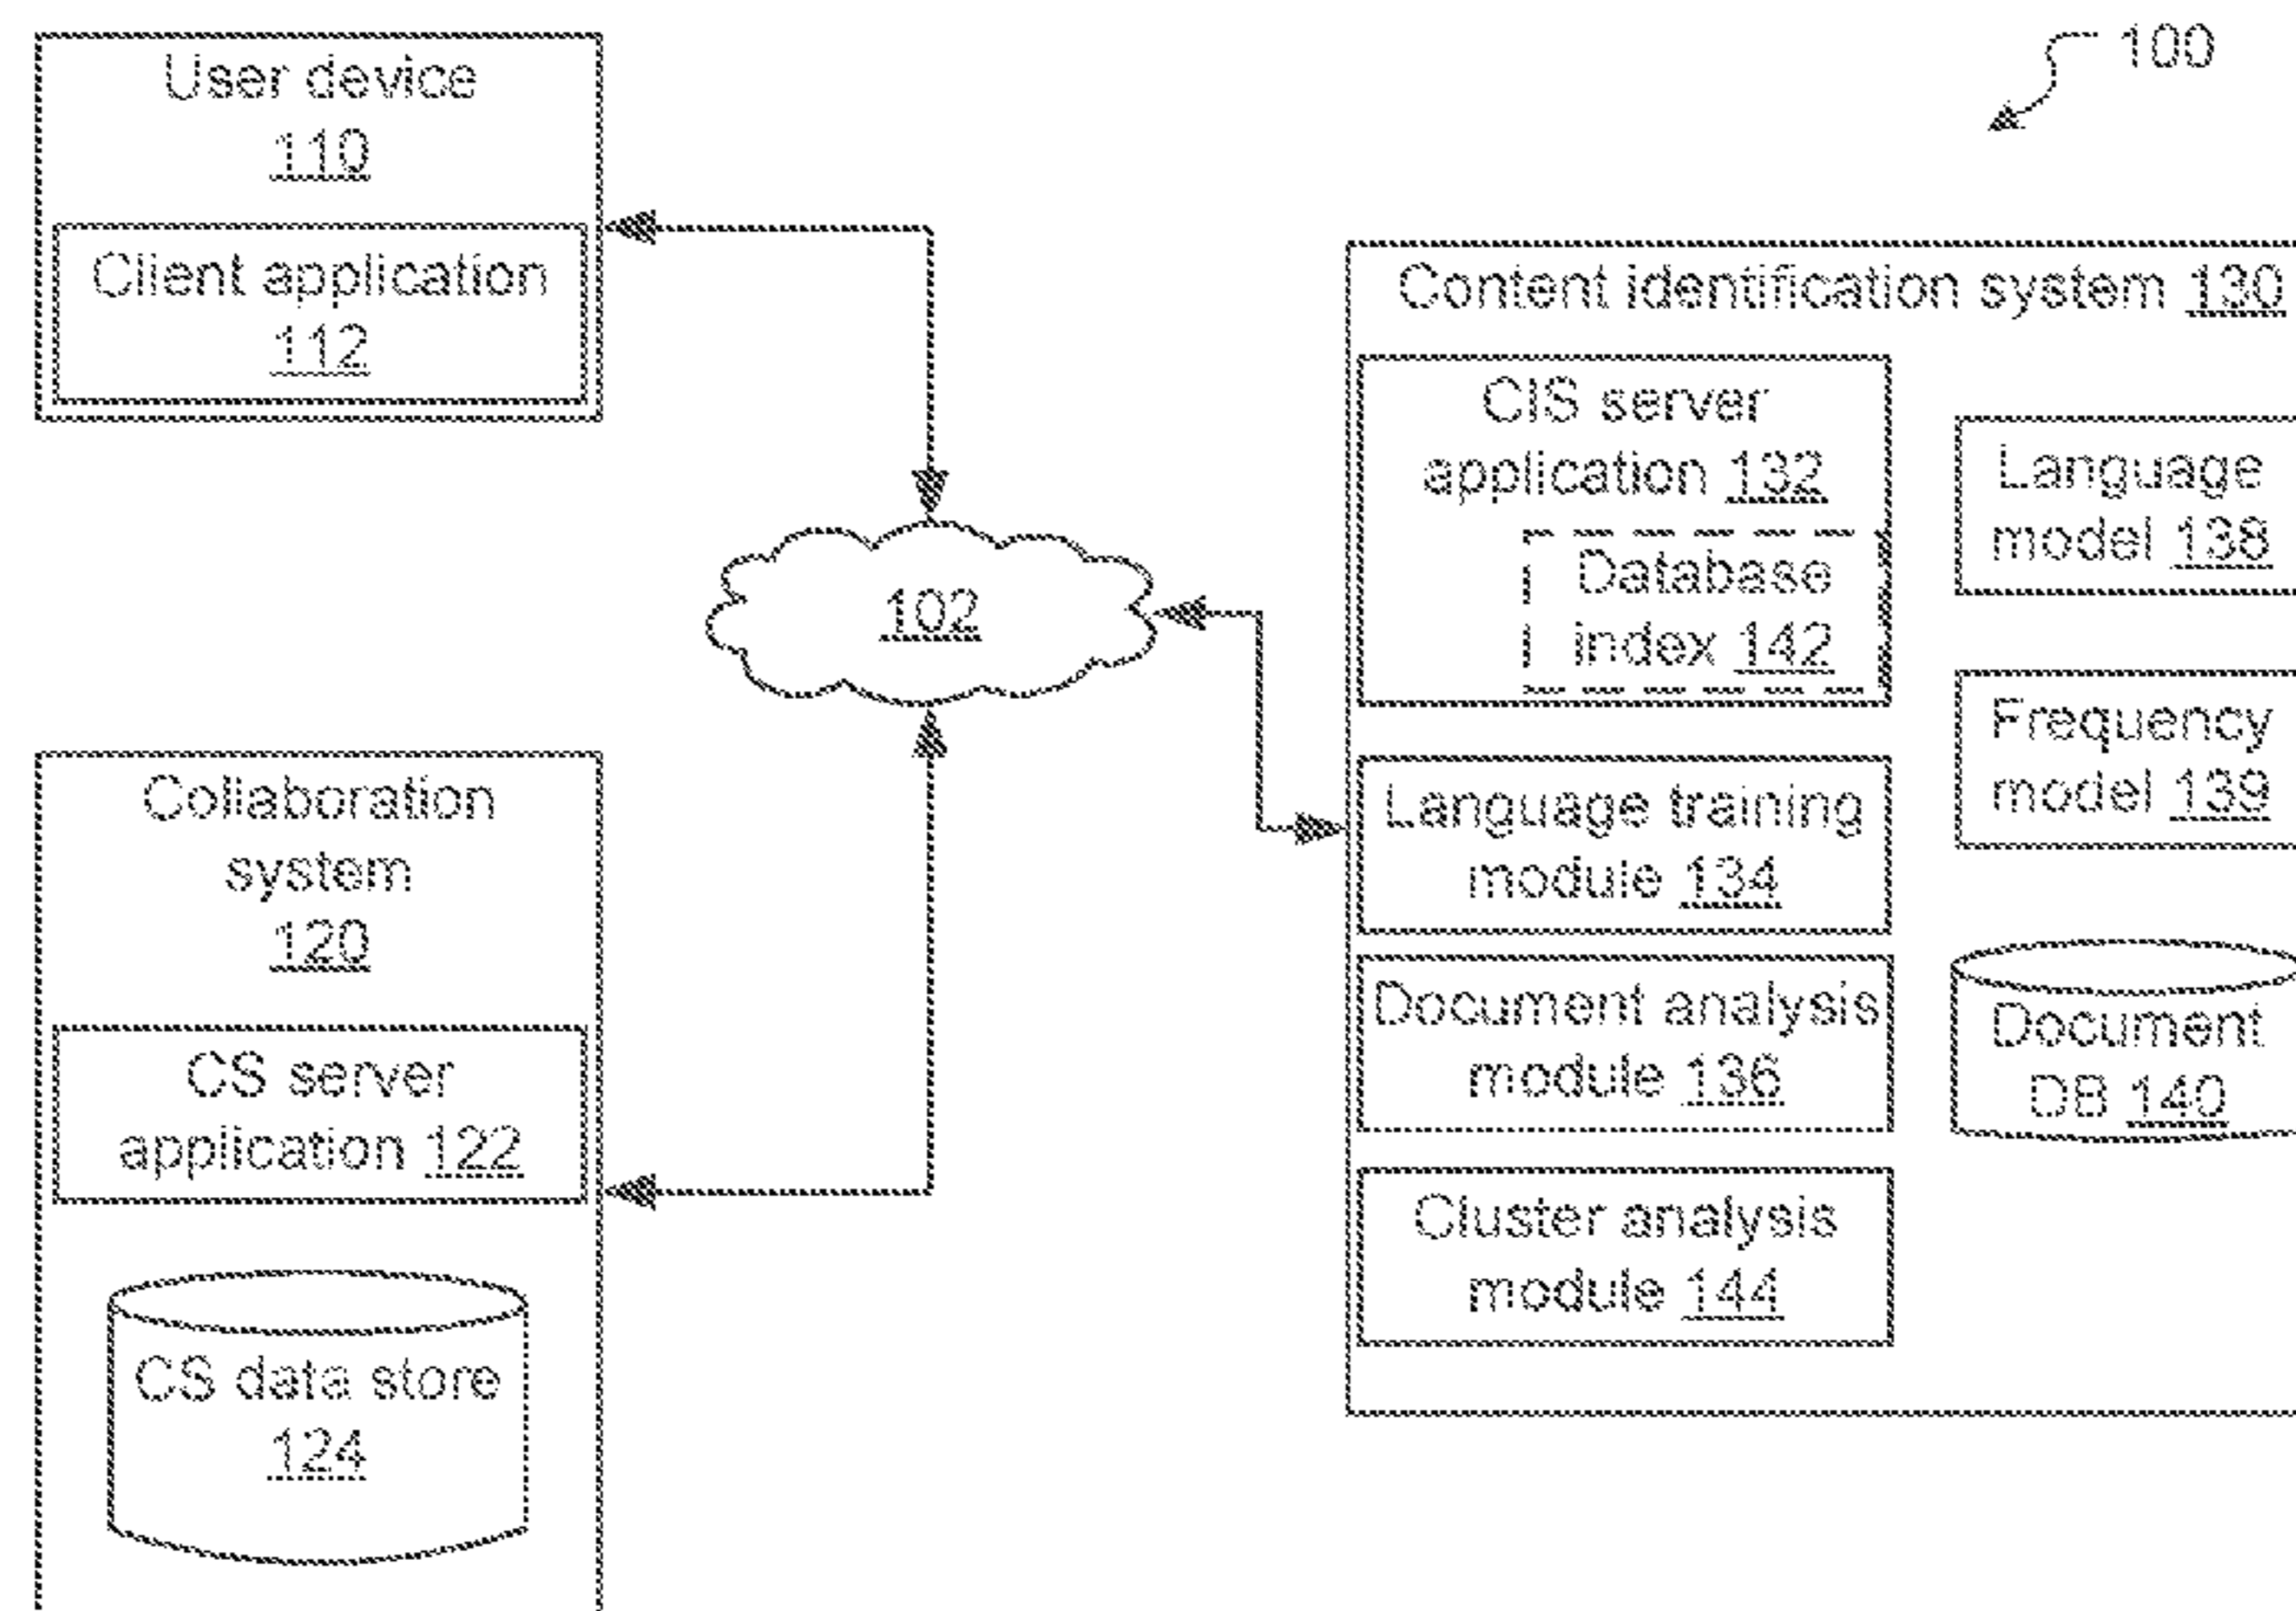 100
User device
110
Client application
112
102
Collaboration
system
120
CS server
application 122
CS data store
124
Content identification system 130
CIS server
application 132
Database
index 142
Language training
module 134
Document analysis
module 136
Cluster analysis
module 144
Language
model 138
Frequency
model 139
Document
DB 140